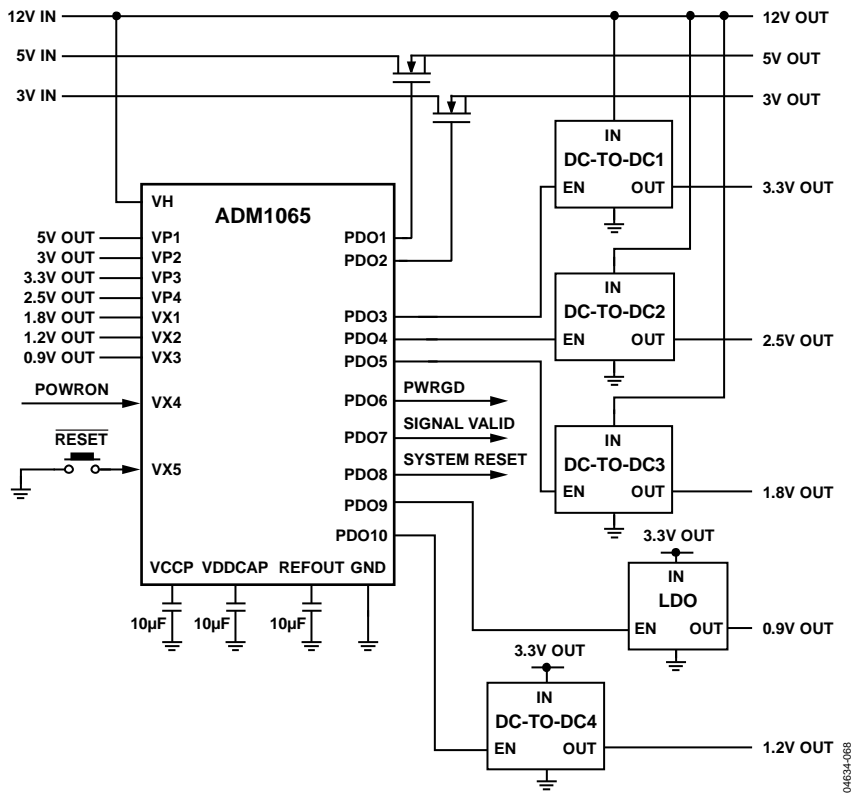 12V IN
12V OUT
5V IN
5V OUT
3V IN
3V OUT
IN
DC-TO-DC1
EN OUT
3.3V OUT
ADM1065
VH
5V OUT
VP1
PDO1
3V OUT
VP2
PDO2
3.3V OUT
VP3
2.5V OUT
VP4
1.8V OUT
VX1
PDO3
1.2V OUT
VX2
PDO4
0.9V OUT
VX3
PDO5
IN
DC-TO-DC2
EN OUT
2.5V OUT
POWRON
VX4
PDO6
PWRGD
PDO7
SIGNAL VALID
RESET
VX5
PDO8
SYSTEM RESET
PDO9
PDO10
IN
DC-TO-DC3
EN OUT
1.8V OUT
VCCP VDDCAP REFOUT GND
10µF 10µF 10µF
3.3V OUT
IN
LDO
EN OUT
0.9V OUT
3.3V OUT
IN
DC-TO-DC4
EN OUT
1.2V OUT
04634-068